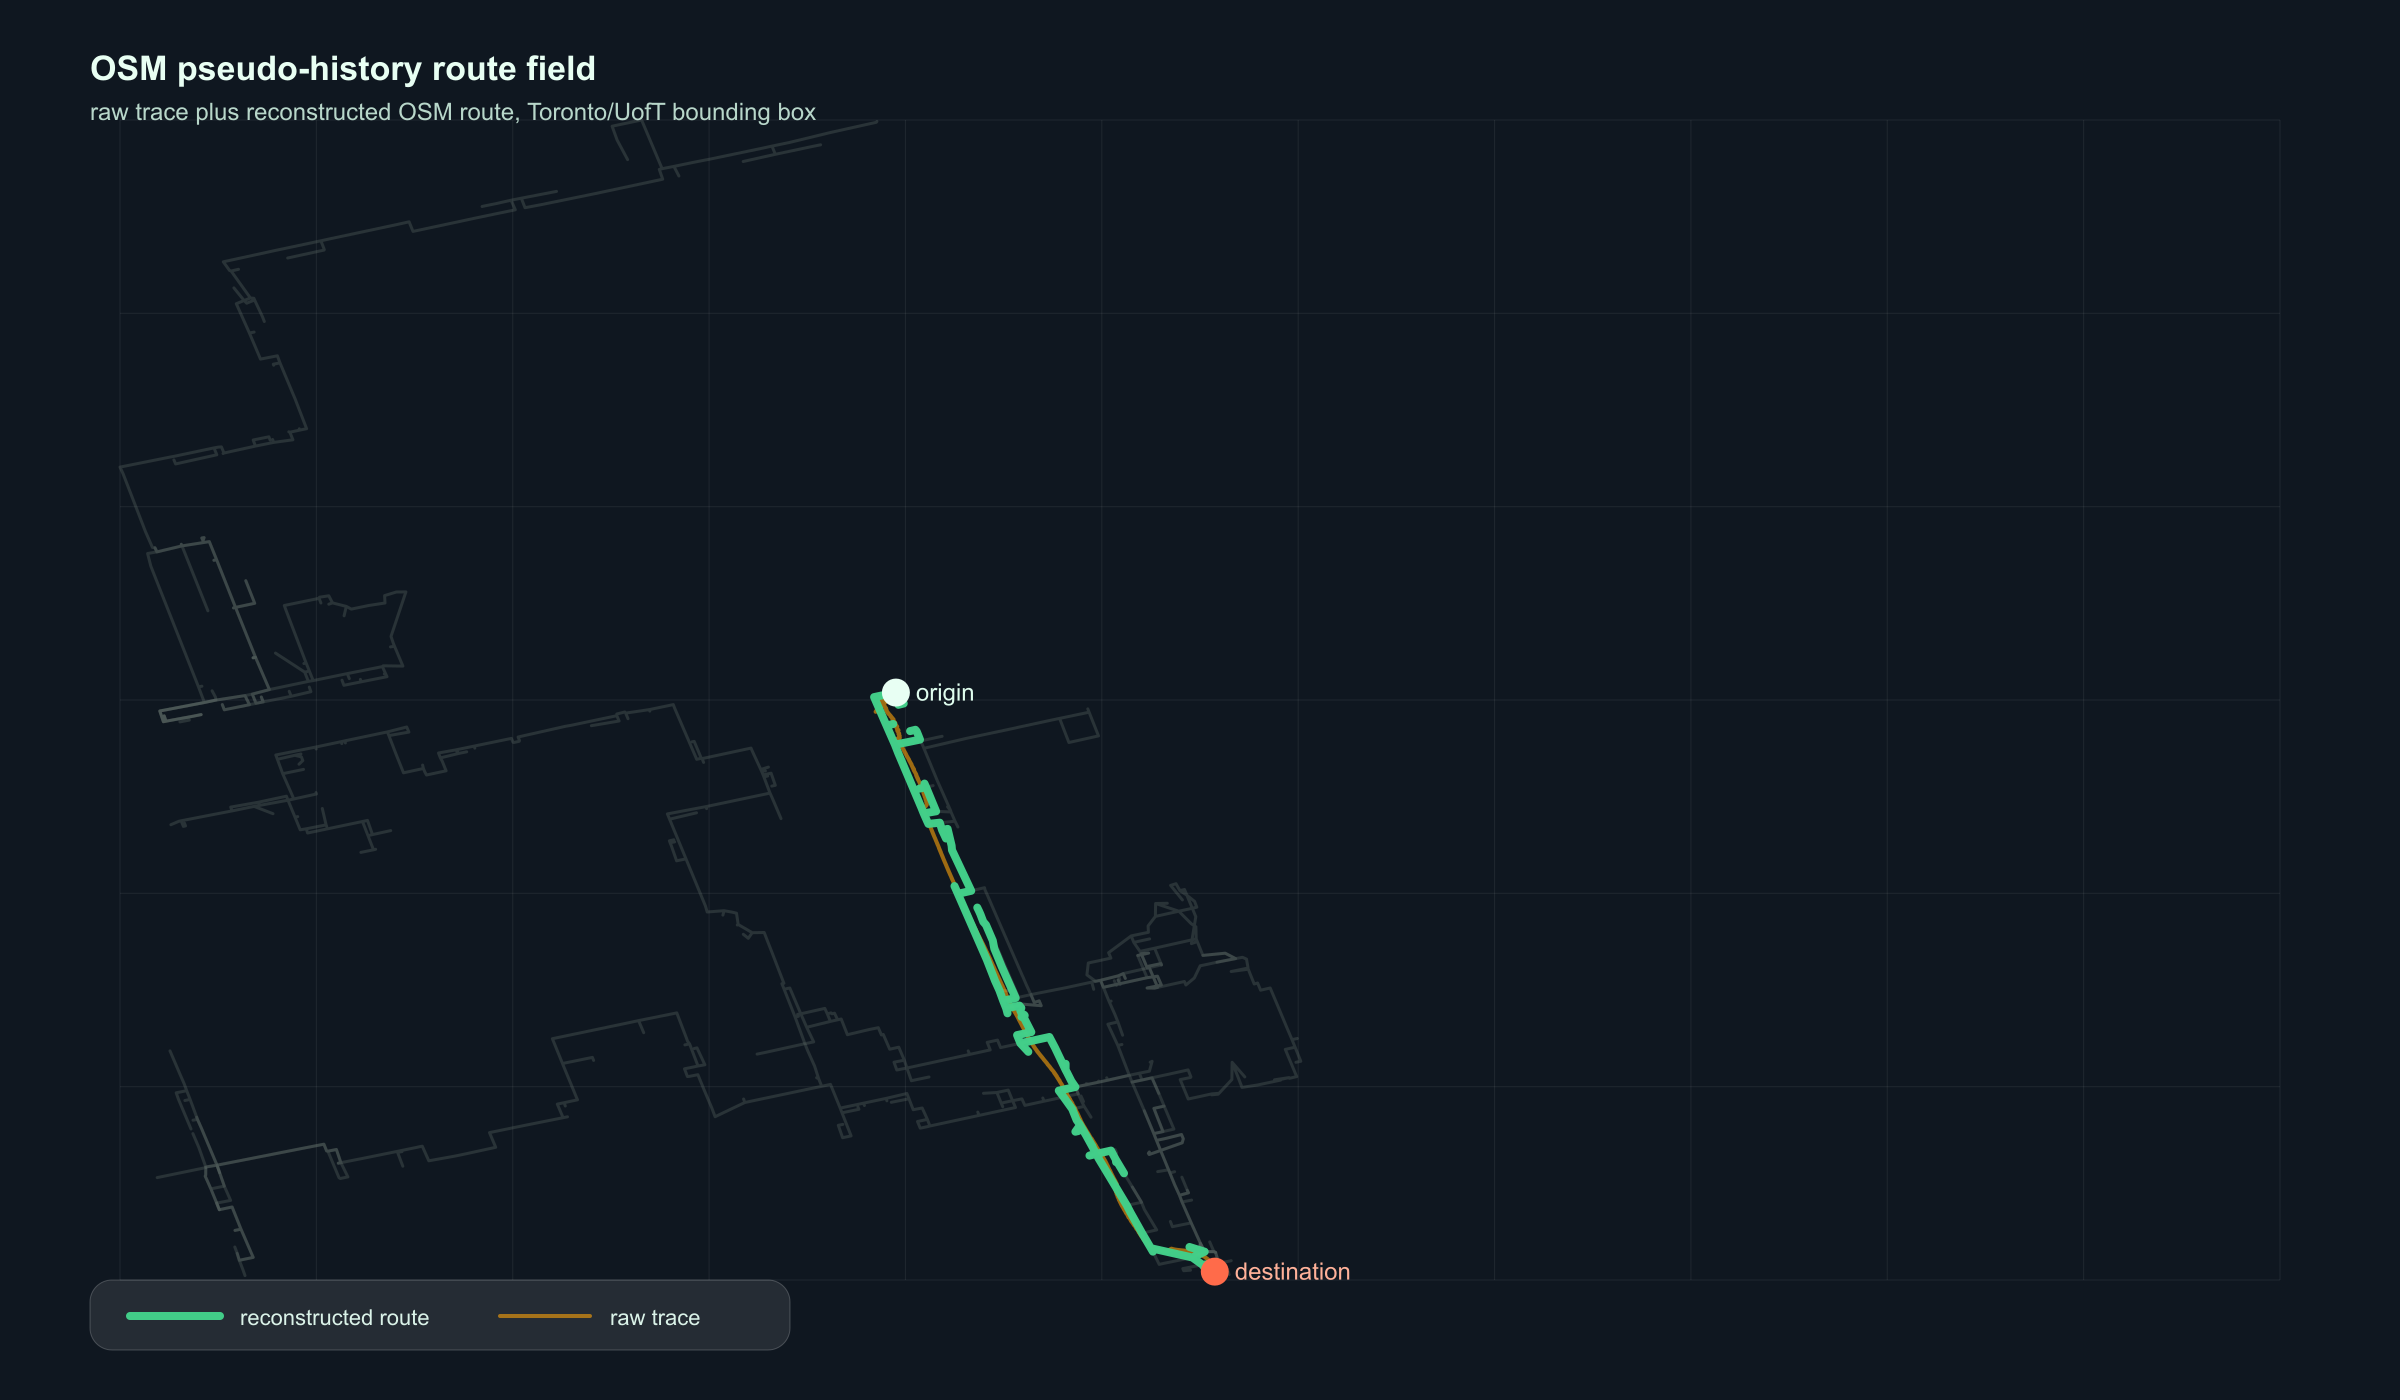 OSM pseudo-history route field
raw trace plus reconstructed OSM route, Toronto/UofT bounding box
origin
destination
reconstructed route
raw trace